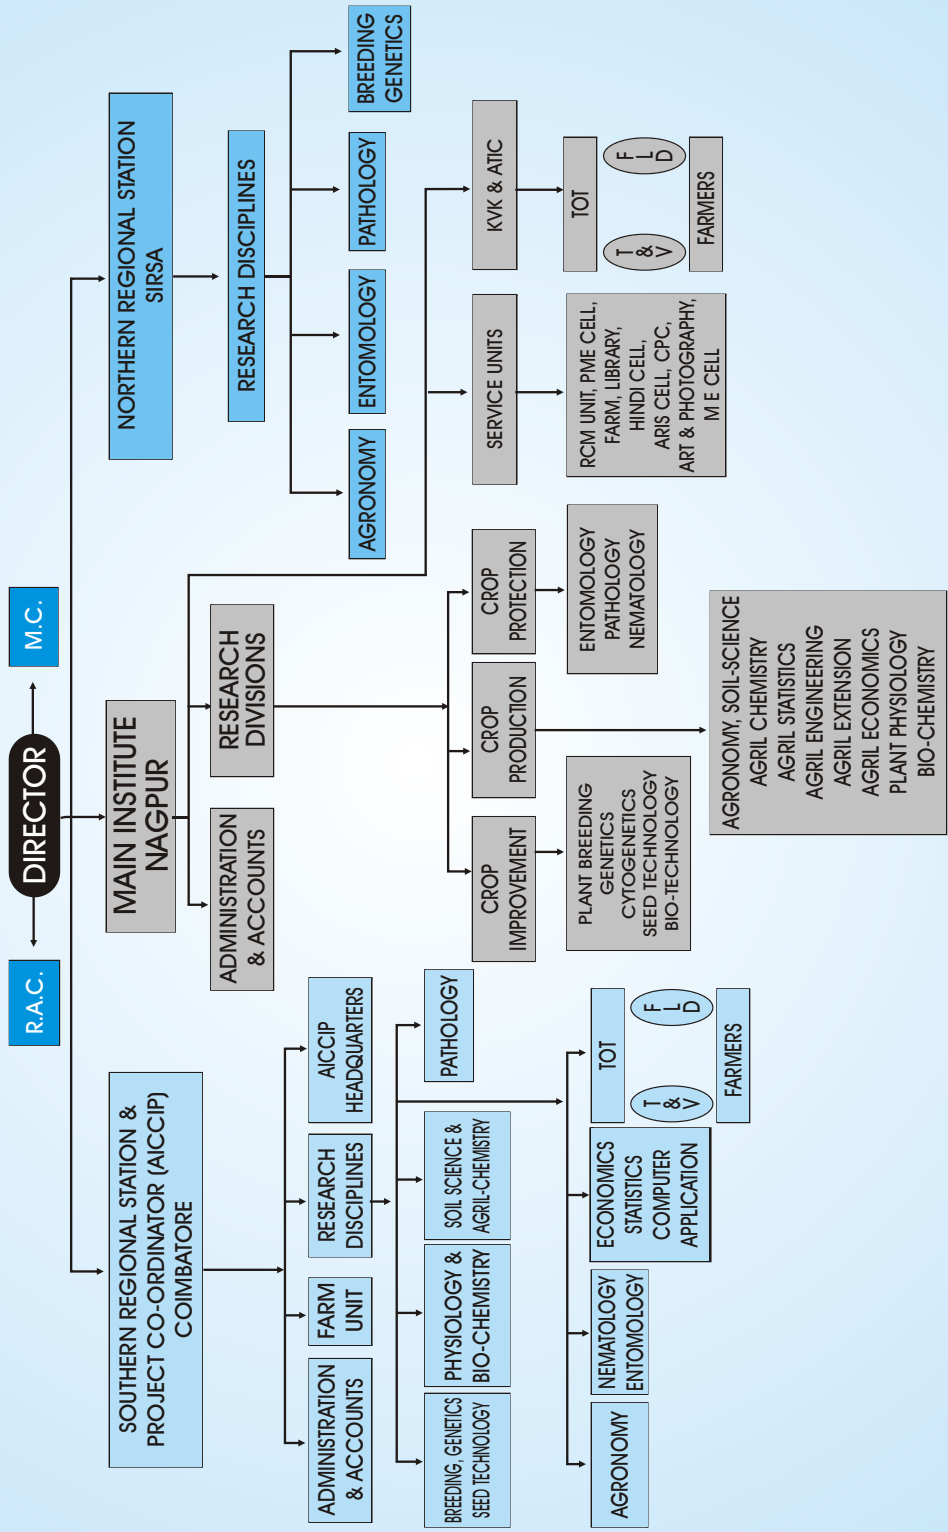 R.A.C.
DIRECTOR
M.C.
SOUTHERN REGIONAL STATION &
PROJECT CO-ORDINATOR (AICCIP)
COIMBATORE
MAIN INSTITUTE
NAGPUR
NORTHERN REGIONAL STATION
SIRSA
ADMINISTRATION
& ACCOUNTS
FARM
UNIT
RESEARCH
DISCIPLINES
AICCIP
HEADQUARTERS
BREEDING, GENETICS
SEED TECHNOLOGY
PHYSIOLOGY &
BIO-CHEMISTRY
SOIL SCIENCE &
AGRIL-CHEMISTRY
PATHOLOGY
AGRONOMY
NEMATOLOGY
ENTOMOLOGY
ECONOMICS
STATISTICS
COMPUTER
APPLICATION
TOT
T
&
V
F
L
D
FARMERS
ADMINISTRATION
& ACCOUNTS
RESEARCH
DIVISIONS
CROP
IMPROVEMENT
CROP
PRODUCTION
CROP
PROTECTION
PLANT BREEDING
GENETICS
CYTOGENETICS
SEED TECHNOLOGY
BIO-TECHNOLOGY
AGRONOMY, SOIL-SCIENCE
AGRIL CHEMISTRY
AGRIL STATISTICS
AGRIL ENGINEERING
AGRIL EXTENSION
AGRIL ECONOMICS
PLANT PHYSIOLOGY
BIO-CHEMISTRY
ENTOMOLOGY
PATHOLOGY
NEMATOLOGY
SERVICE UNITS
RCM UNIT, PME CELL,
FARM, LIBRARY,
HINDI CELL,
ARIS CELL, CPC,
ART & PHOTOGRAPHY,
M E CELL
KVK & ATIC
TOT
T
&
V
F
L
D
FARMERS
RESEARCH DISCIPLINES
AGRONOMY
ENTOMOLOGY
PATHOLOGY
BREEDING
GENETICS